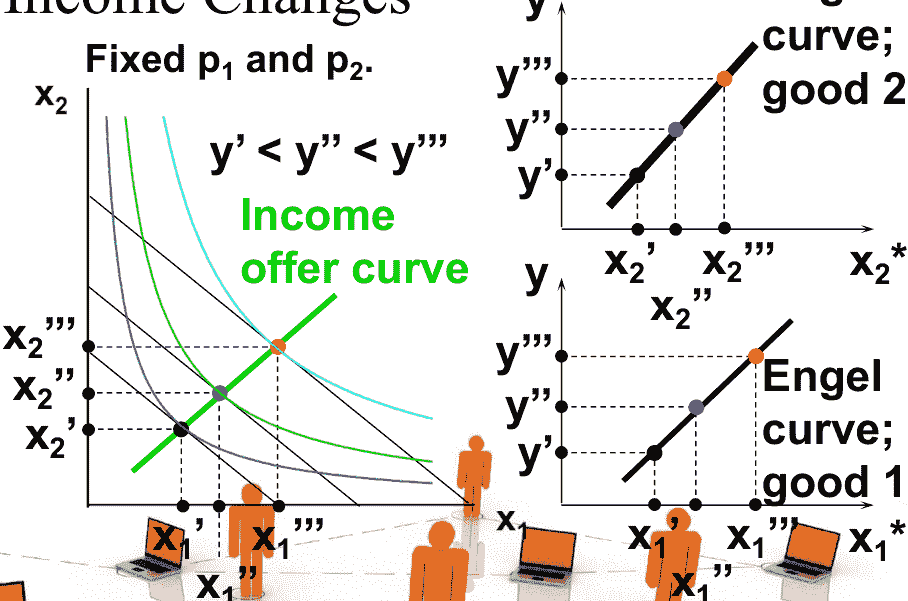 Income Changes
Fixed p₁ and p₂.
x₂
y’ < y’’ < y’’’
Income
offer curve
x₂’’’
x₂’’
x₂’
x₁’
x₁’’’
x₁’’
x₁
y
curve;
good 2
y’’’
y’’
y’
x₂’
x₂’’’
x₂*
x₂’’
y
y’’’
y’’
y’
Engel
curve;
good 1
x₁’
x₁’’’
x₁*
x₁’’